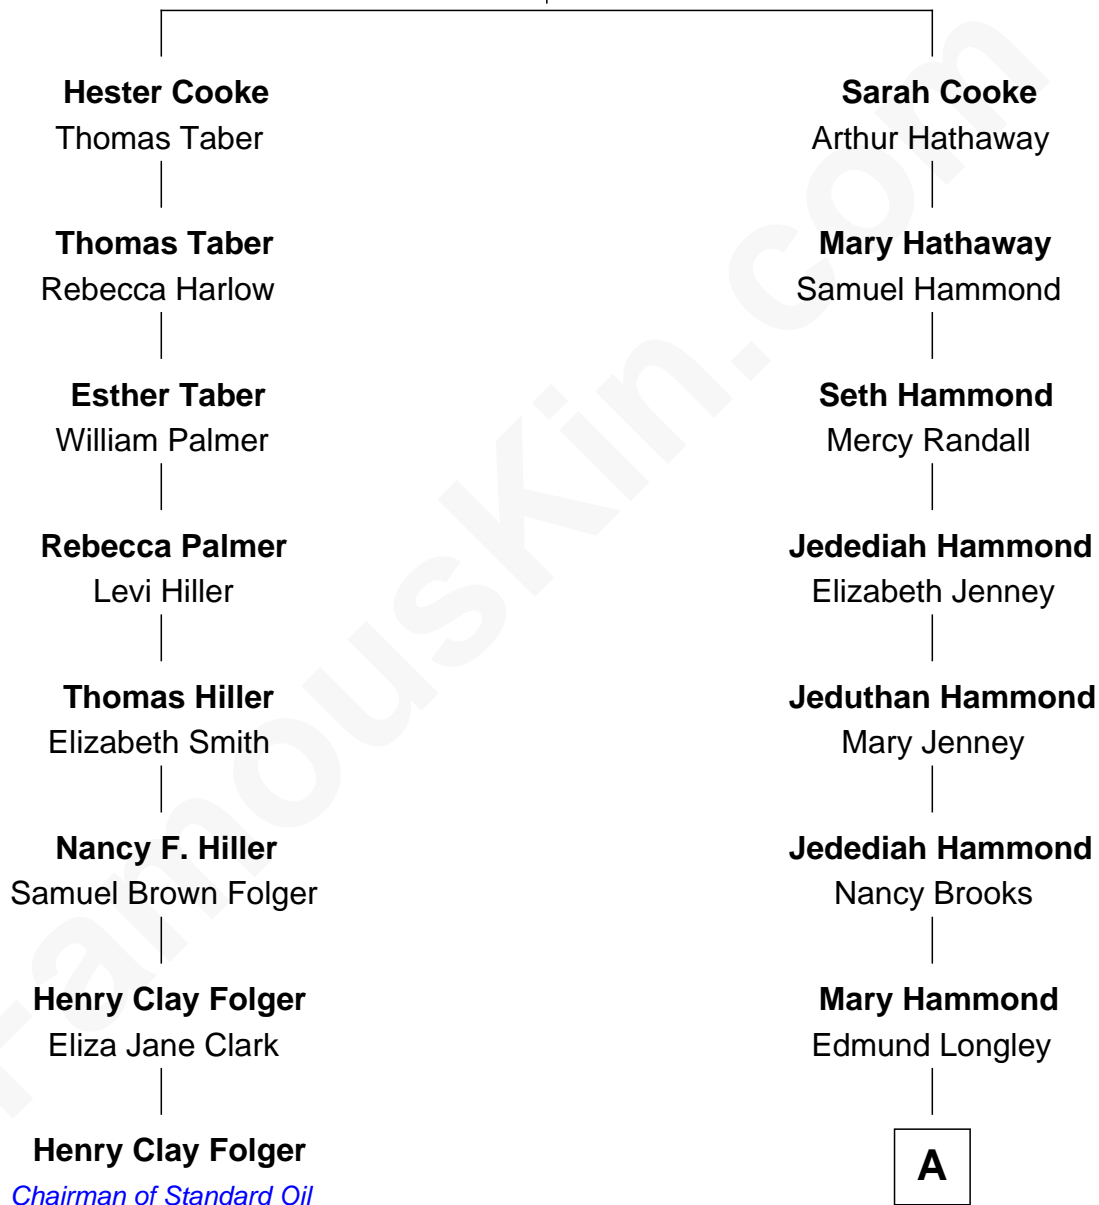 Hester Cooke
Thomas Taber
Thomas Taber
Rebecca Harlow
Esther Taber
William Palmer
Rebecca Palmer
Levi Hiller
Thomas Hiller
Elizabeth Smith
Nancy F. Hiller
Samuel Brown Folger
Henry Clay Folger
Eliza Jane Clark
Henry Clay Folger
Chairman of Standard Oil
Sarah Cooke
Arthur Hathaway
Mary Hathaway
Samuel Hammond
Seth Hammond
Mercy Randall
Jedediah Hammond
Elizabeth Jenney
Jeduthan Hammond
Mary Jenney
Jedediah Hammond
Nancy Brooks
Mary Hammond
Edmund Longley
A
FamousKin.com